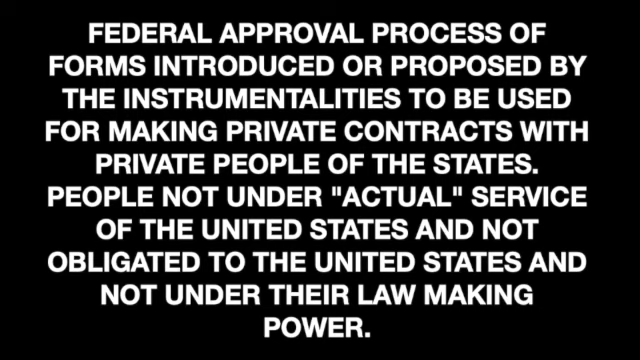 FEDERAL APPROVAL PROCESS OF
FORMS INTRODUCED OR PROPOSED BY
THE INSTRUMENTALITIES TO BE USED
FOR MAKING PRIVATE CONTRACTS WITH
PRIVATE PEOPLE OF THE STATES.
PEOPLE NOT UNDER "ACTUAL" SERVICE
OF THE UNITED STATES AND NOT
OBLIGATED TO THE UNITED STATES AND
NOT UNDER THEIR LAW MAKING
POWER.